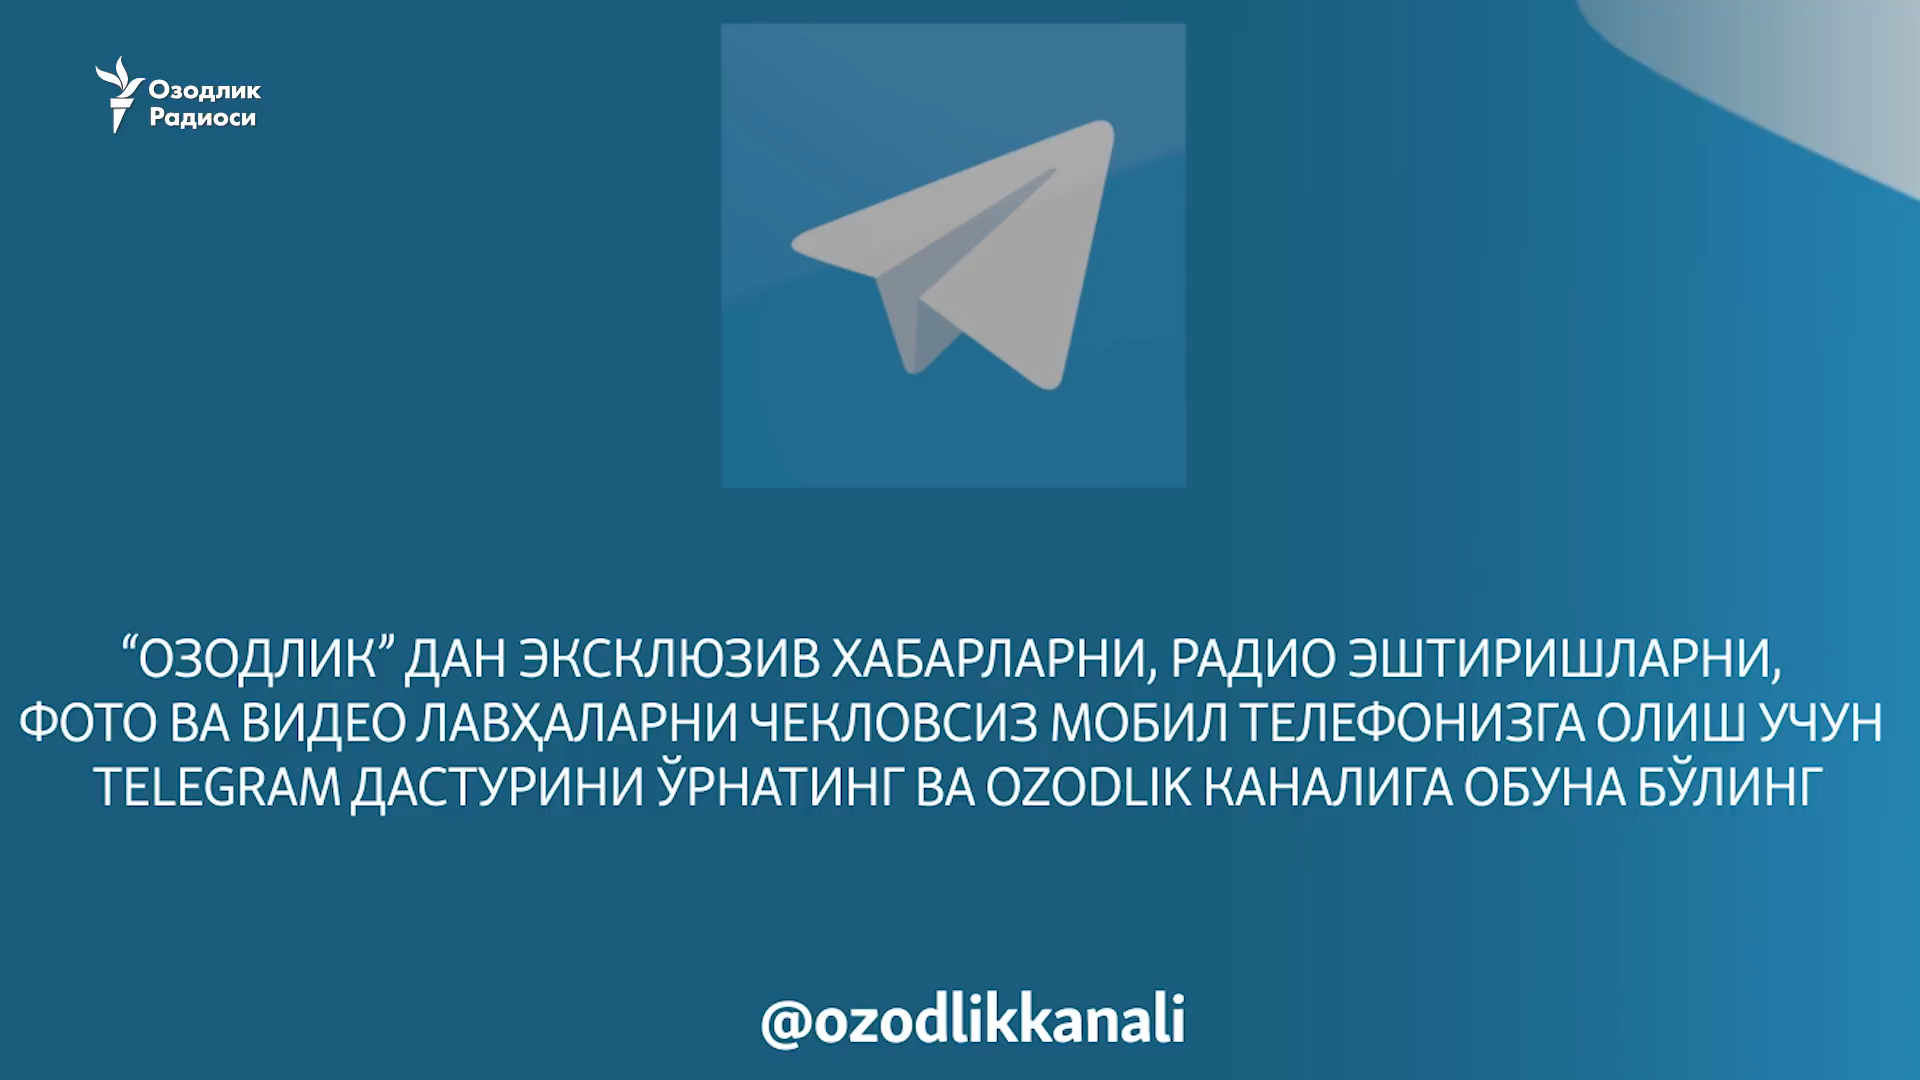 Озодлик
Радиоси
“ОЗОДЛИК” ДАН ЭКСКЛЮЗИВ ХАБАРЛАРНИ, РАДИО ЭШТИРИШЛАРНИ,
ФОТО ВА ВИДЕО ЛАВҲАЛАРНИ ЧЕКЛОВСИЗ МОБИЛ ТЕЛЕФОНИЗГА ОЛИШ УЧУН
TELEGRAM ДАСТУРИНИ ЎРНАТИНГ ВА OZODLIK КАНАЛИГА ОБУНА БЎЛИНГ
@ozodlikkanali